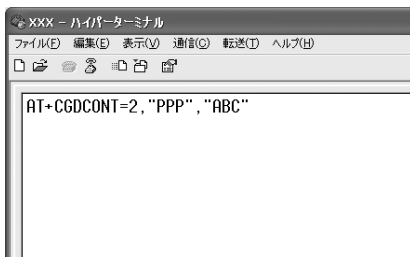 xxx - ハイパーターミナル
ファイル(F) 編集(E) 表示(V) 通信(C) 転送(T) ヘルプ(H)
AT+CGDCONT=2,"PPP","ABC"